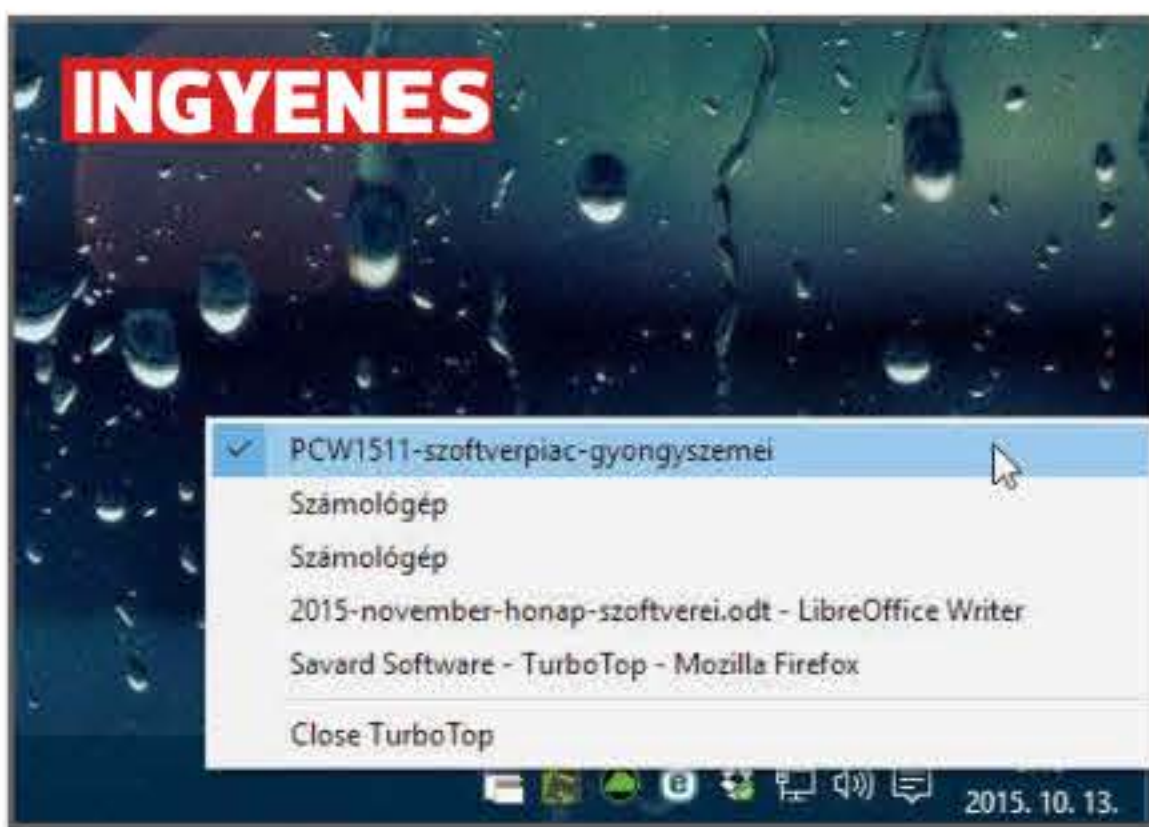 INGYENES
PCW1511-szoftverpiac-gyongyszemei
Számológép
Számológép
2015-november-honap-szoftverei.odt - LibreOffice Writer
Savard Software - TurboTop - Mozilla Firefox
Close TurboTop
2015. 10. 13.